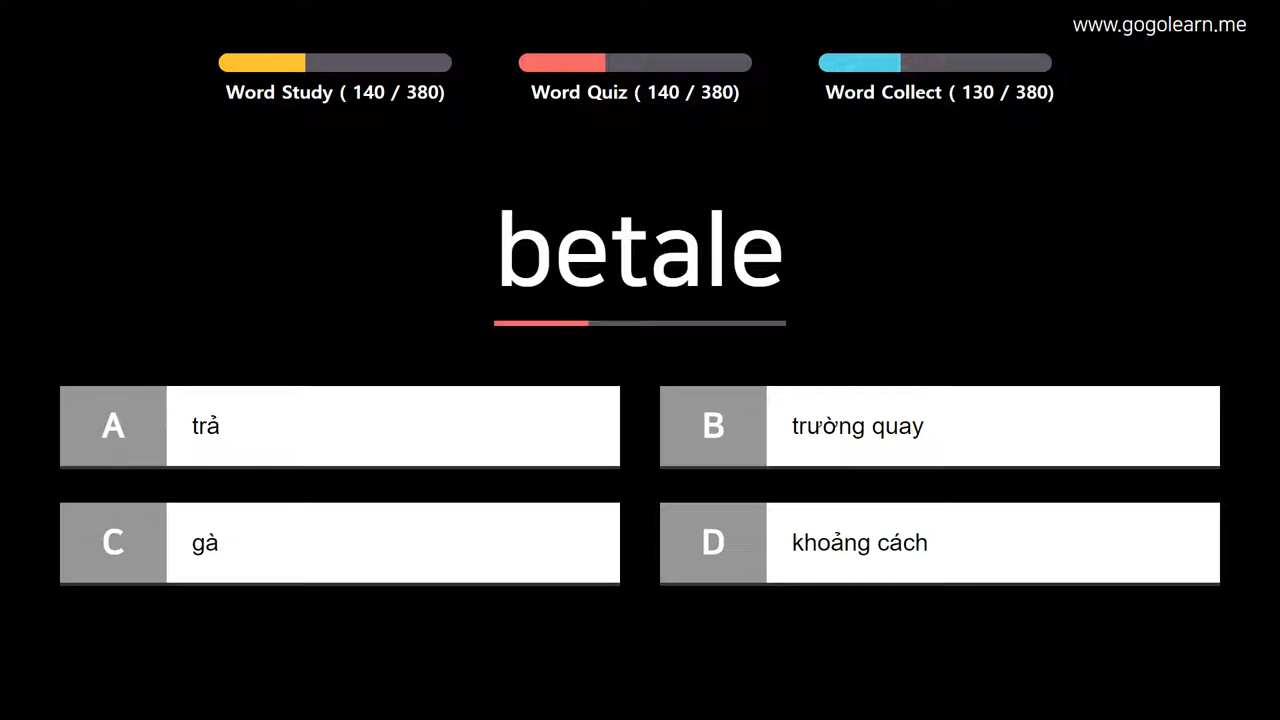 www.gogolearn.me
Word Study ( 140 / 380)
Word Quiz ( 140 / 380)
Word Collect ( 130 / 380)
betale
A trả
B trường quay
C gà
D khoảng cách